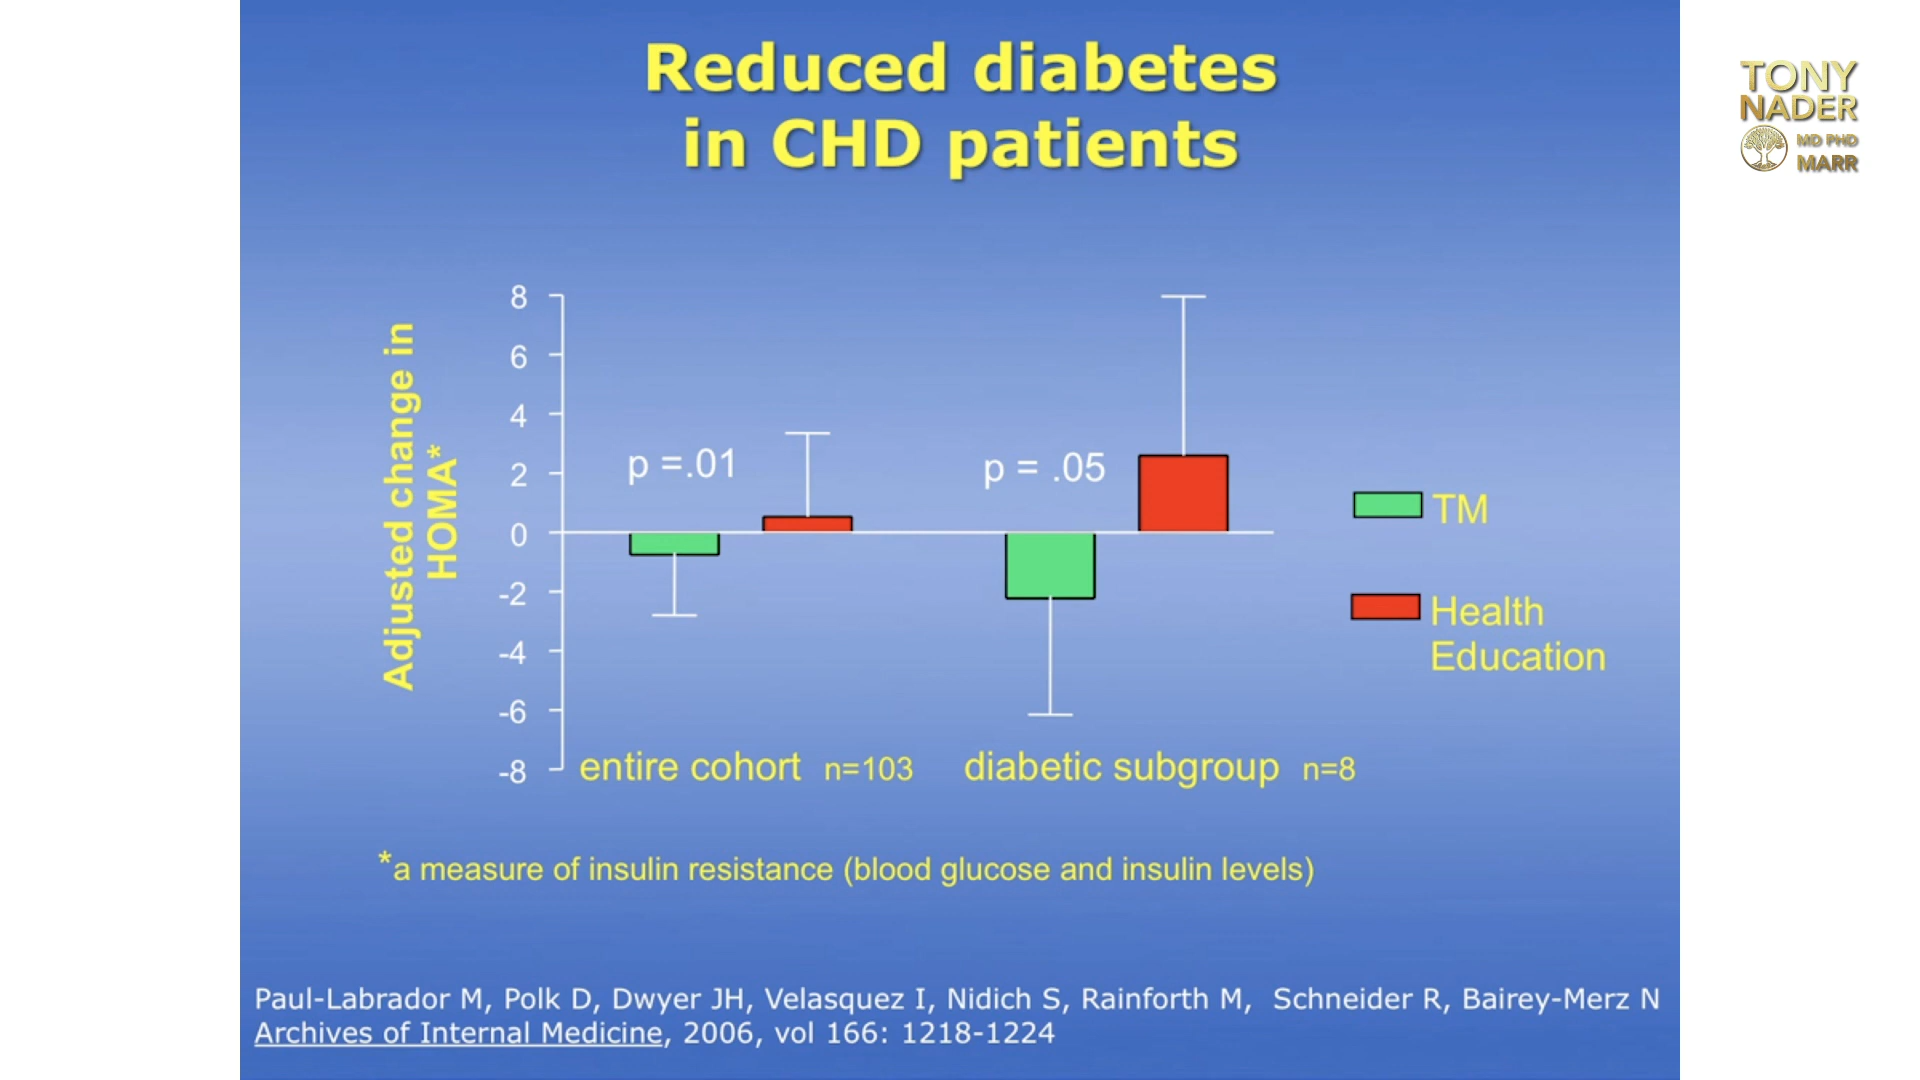 Reduced diabetes
in CHD patients
TONY
NADER
MD PHD
MARR
Adjusted change in
HOMA*
8
6
4
2
0
-2
-4
-6
-8
p =.01
p = .05
TM
Health
Education
entire cohort n=103
diabetic subgroup n=8
*a measure of insulin resistance (blood glucose and insulin levels)
Paul-Labrador M, Polk D, Dwyer JH, Velasquez I, Nidich S, Rainforth M, Schneider R, Bairey-Merz N
Archives of Internal Medicine, 2006, vol 166: 1218-1224